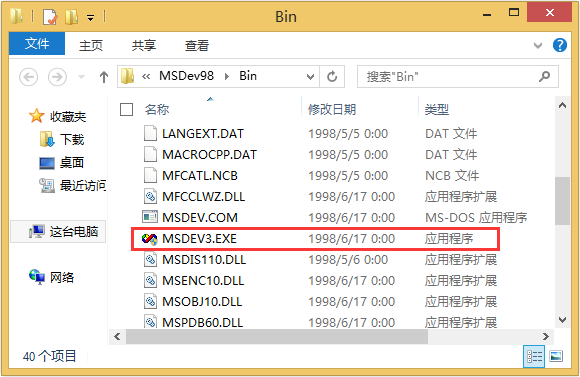 Bin
文件 主页 共享 查看
« MSDev98 Bin 搜索"Bin"
收藏夹
下载
桌面
最近访问
这台电脑
网络
名称 修改日期 类型
LANGEXT.DAT 1998/5/5 0:00 DAT 文件
MACROCPP.DAT 1998/5/5 0:00 DAT 文件
MFCATL.NCB 1998/5/5 0:00 NCB 文件
MFCCLWZ.DLL 1998/6/17 0:00 应用程序扩展
MSDEV.COM 1998/6/17 0:00 MS-DOS 应用程序
MSDEV3.EXE 1998/6/17 0:00 应用程序
MSDIS110.DLL 1998/5/6 0:00 应用程序扩展
MSENC10.DLL 1998/6/17 0:00 应用程序扩展
MSOBJ10.DLL 1998/6/17 0:00 应用程序扩展
MSPDB60.DLL 1998/6/17 0:00 应用程序扩展
40 个项目